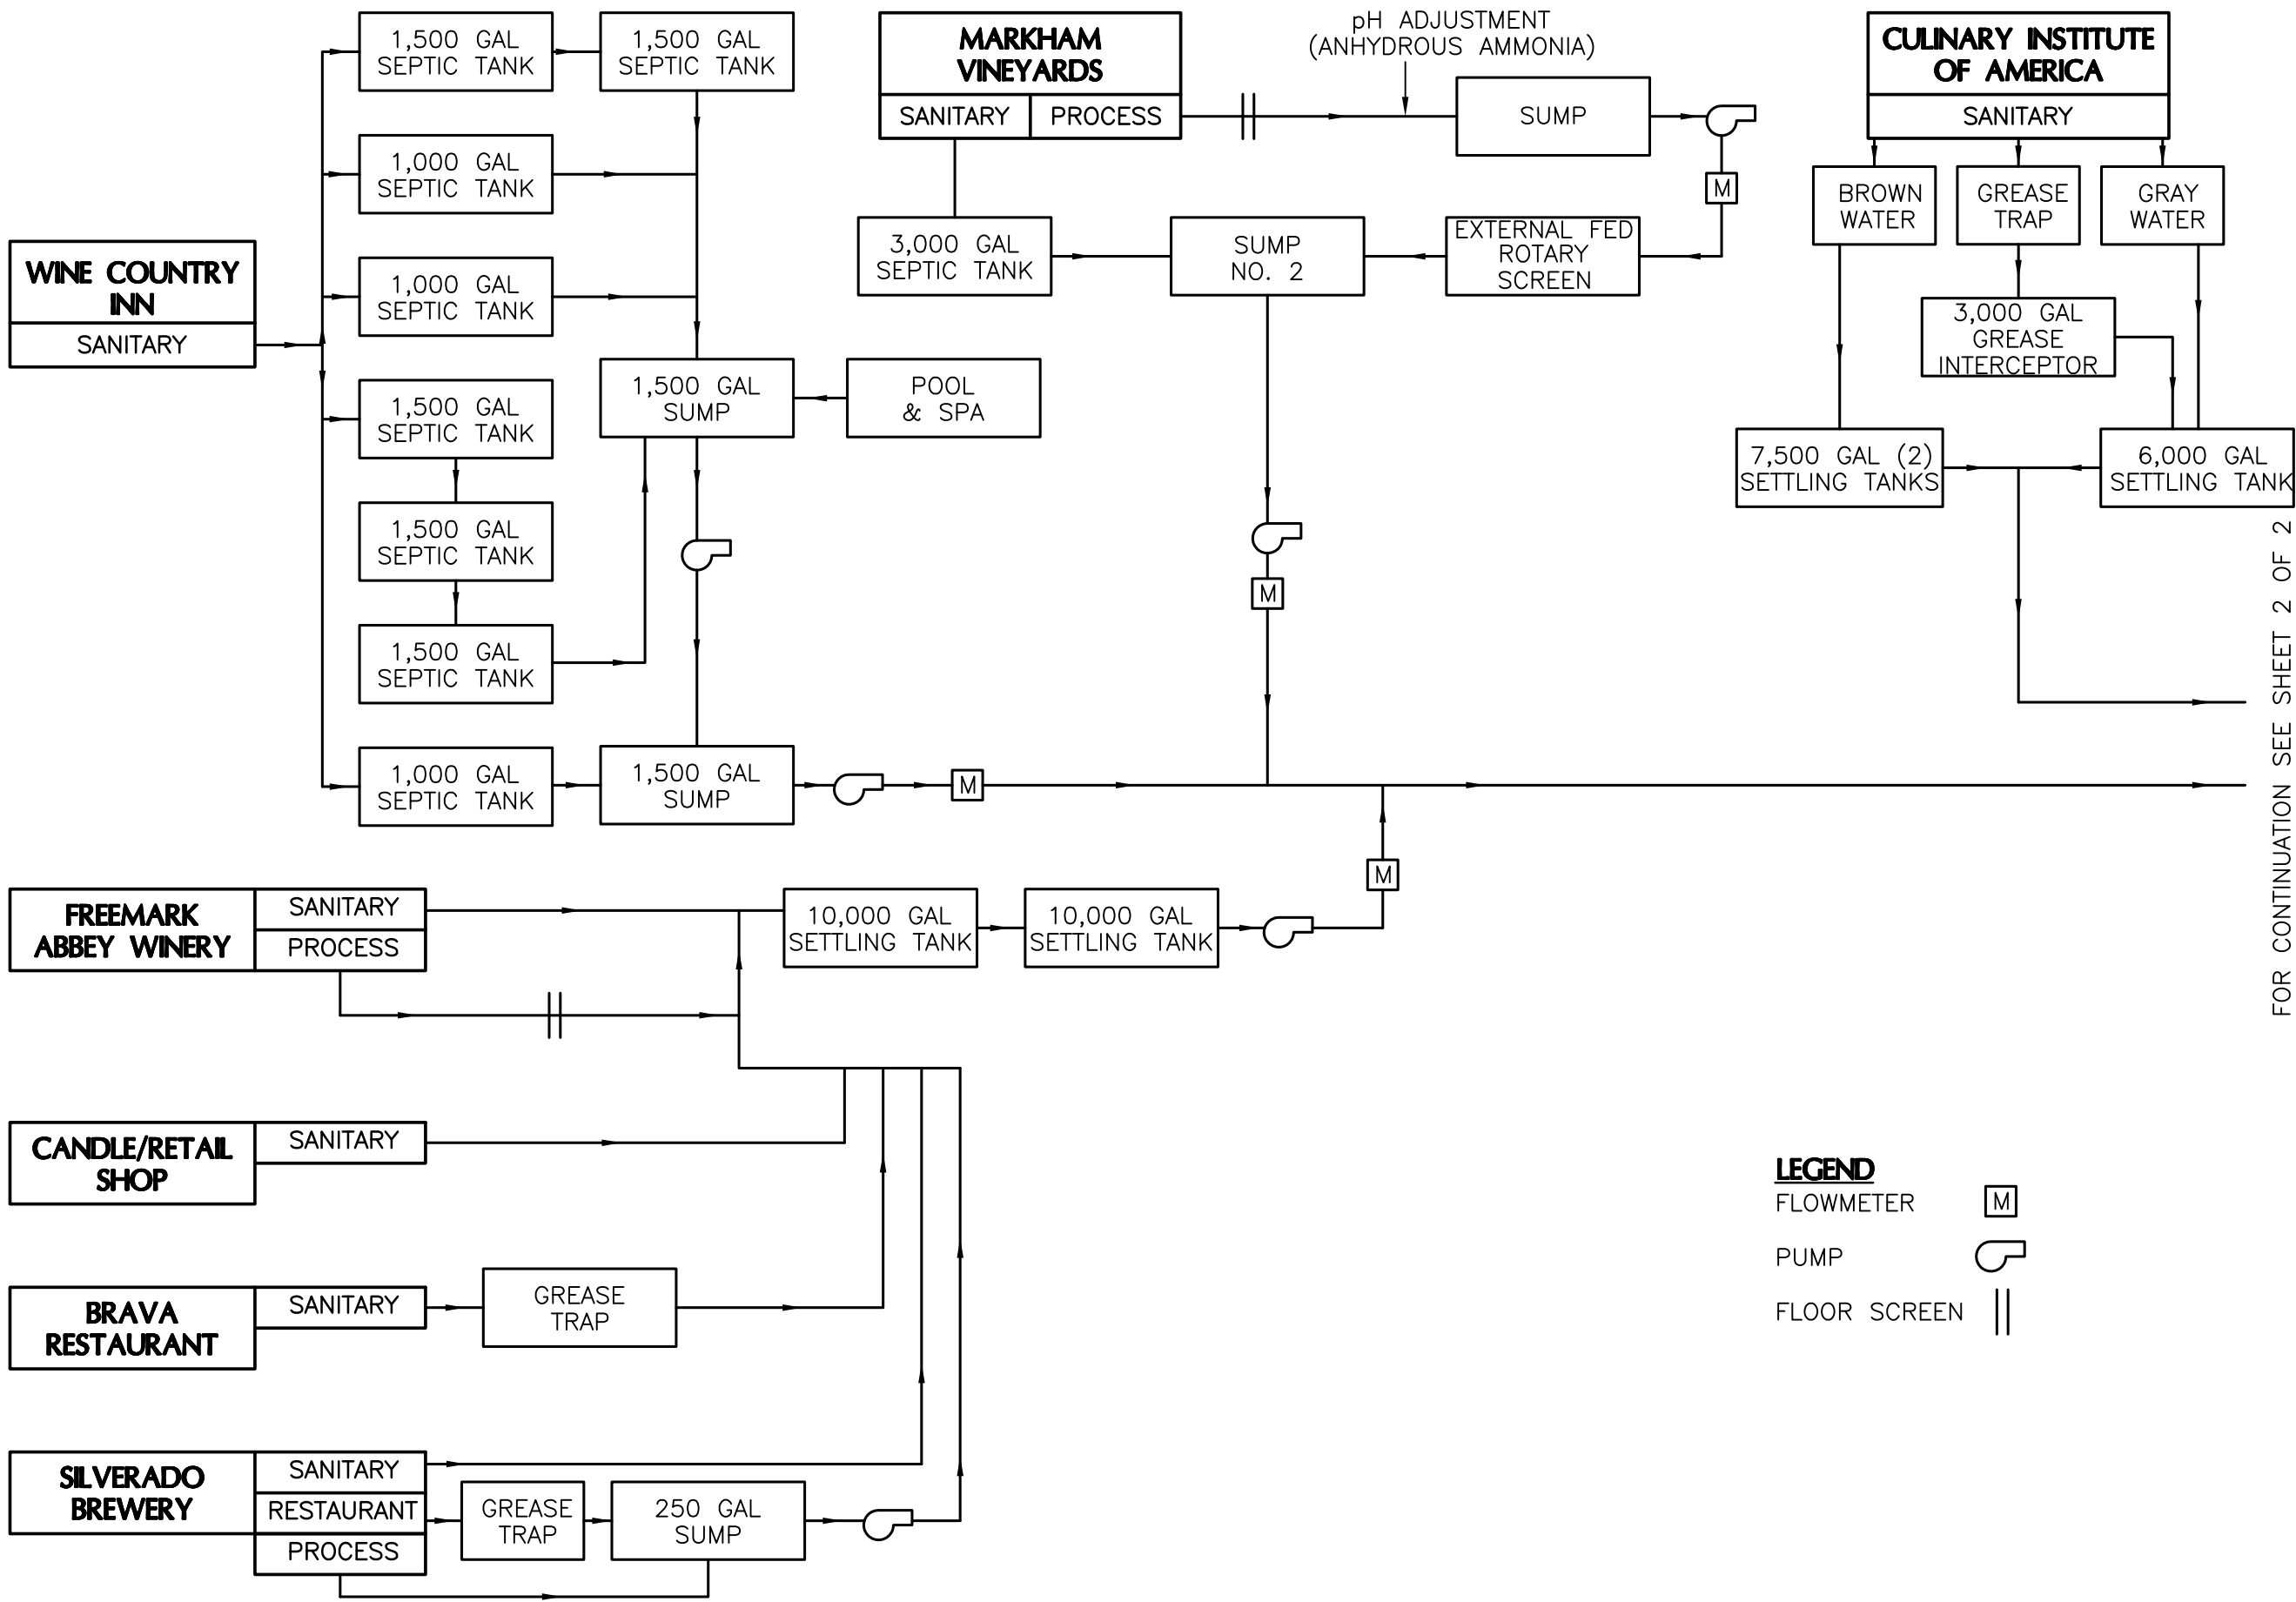 WINE COUNTRY
INN
SANITARY
1,500 GAL
SEPTIC TANK
1,500 GAL
SEPTIC TANK
1,000 GAL
SEPTIC TANK
1,000 GAL
SEPTIC TANK
1,500 GAL
SEPTIC TANK
1,500 GAL
SEPTIC TANK
1,500 GAL
SEPTIC TANK
1,000 GAL
SEPTIC TANK
1,500 GAL
SUMP
POOL
& SPA
1,500 GAL
SUMP
M
MARKHAM
VINEYARDS
SANITARY
PROCESS
pH ADJUSTMENT
(ANHYDROUS AMMONIA)
SUMP
M
EXTERNAL FED
ROTARY
SCREEN
SUMP
NO. 2
3,000 GAL
SEPTIC TANK
M
CULINARY INSTITUTE
OF AMERICA
SANITARY
BROWN
WATER
GREASE
TRAP
GRAY
WATER
3,000 GAL
GREASE
INTERCEPTOR
7,500 GAL (2)
SETTLING TANKS
6,000 GAL
SETTLING TANK
FOR CONTINUATION SEE SHEET 2 OF 2
FREEMARK
ABBEY WINERY
SANITARY
PROCESS
10,000 GAL
SETTLING TANK
10,000 GAL
SETTLING TANK
M
CANDLE/RETAIL
SHOP
SANITARY
BRAVA
RESTAURANT
SANITARY
GREASE
TRAP
SILVERADO
BREWERY
SANITARY
RESTAURANT
PROCESS
GREASE
TRAP
250 GAL
SUMP
LEGEND
FLOWMETER M
PUMP
FLOOR SCREEN